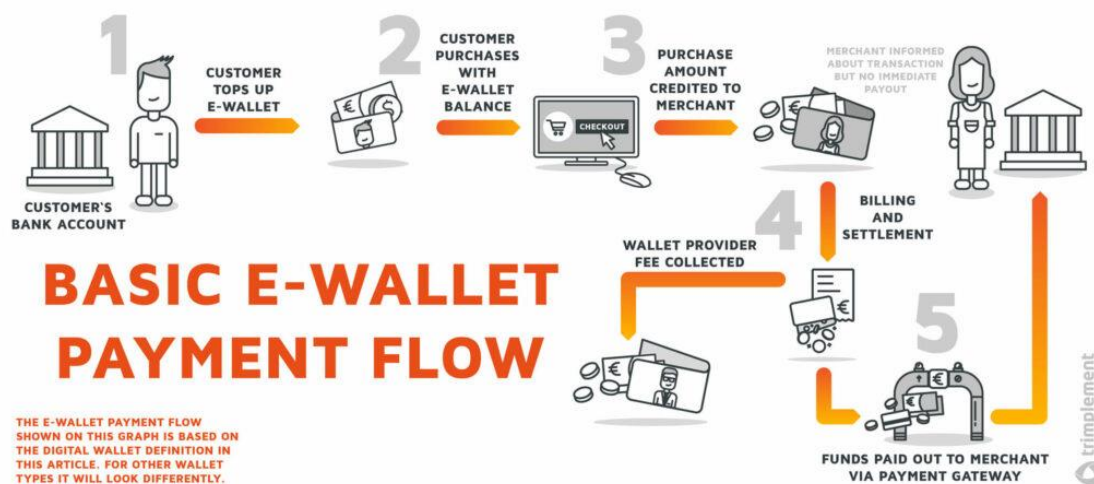 1
CUSTOMER'S
BANK ACCOUNT
CUSTOMER
TOPS UP
E-WALLET
2
CUSTOMER
PURCHASES
WITH
E-WALLET
BALANCE
CHECKOUT
3
PURCHASE
AMOUNT
CREDITED TO
MERCHANT
MERCHANT INFORMED
ABOUT TRANSACTION
BUT NO IMMEDIATE
PAYOUT
4
BILLING
AND
SETTLEMENT
WALLET PROVIDER
FEE COLLECTED
5
FUNDS PAID OUT TO MERCHANT
VIA PAYMENT GATEWAY
BASIC E-WALLET
PAYMENT FLOW
THE E-WALLET PAYMENT FLOW
SHOWN ON THIS GRAPH IS BASED ON
THE DIGITAL WALLET DEFINITION IN
THIS ARTICLE. FOR OTHER WALLET
TYPES IT WILL LOOK DIFFERENTLY.
trimplement